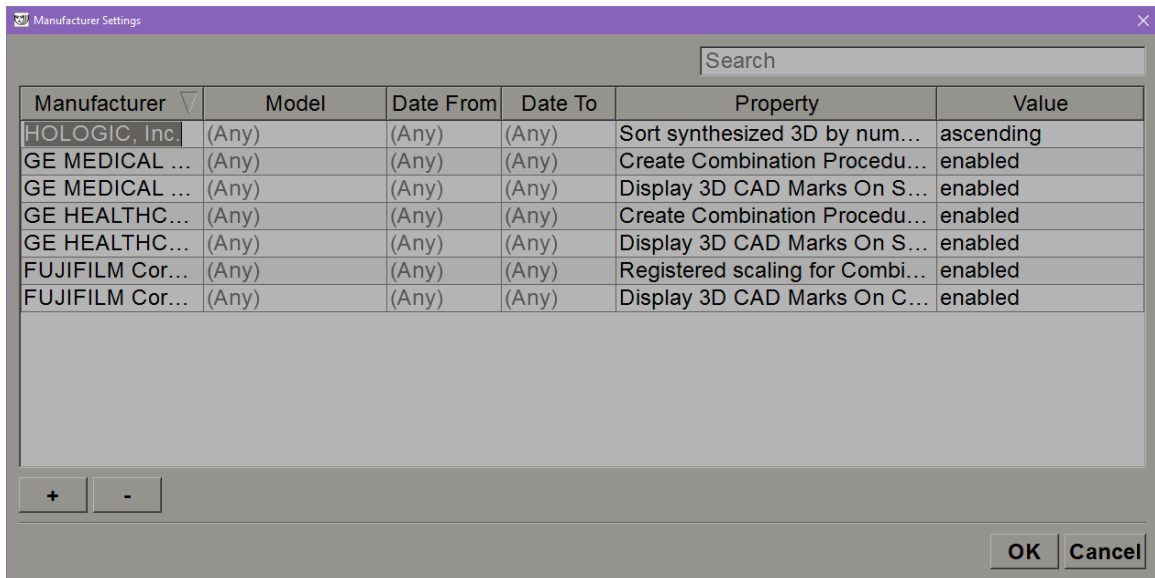 Manufacturer Settings
Search
Manufacturer Model Date From Date To Property Value
HOLOGIC, Inc. (Any) (Any) (Any) Sort synthesized 3D by num... ascending
GE MEDICAL ... (Any) (Any) (Any) Create Combination Procedu... enabled
GE MEDICAL ... (Any) (Any) (Any) Display 3D CAD Marks On S... enabled
GE HEALTHC... (Any) (Any) (Any) Create Combination Procedu... enabled
GE HEALTHC... (Any) (Any) (Any) Display 3D CAD Marks On S... enabled
FUJIFILM Cor... (Any) (Any) (Any) Registered scaling for Combi... enabled
FUJIFILM Cor... (Any) (Any) (Any) Display 3D CAD Marks On C... enabled
+ -
OK Cancel